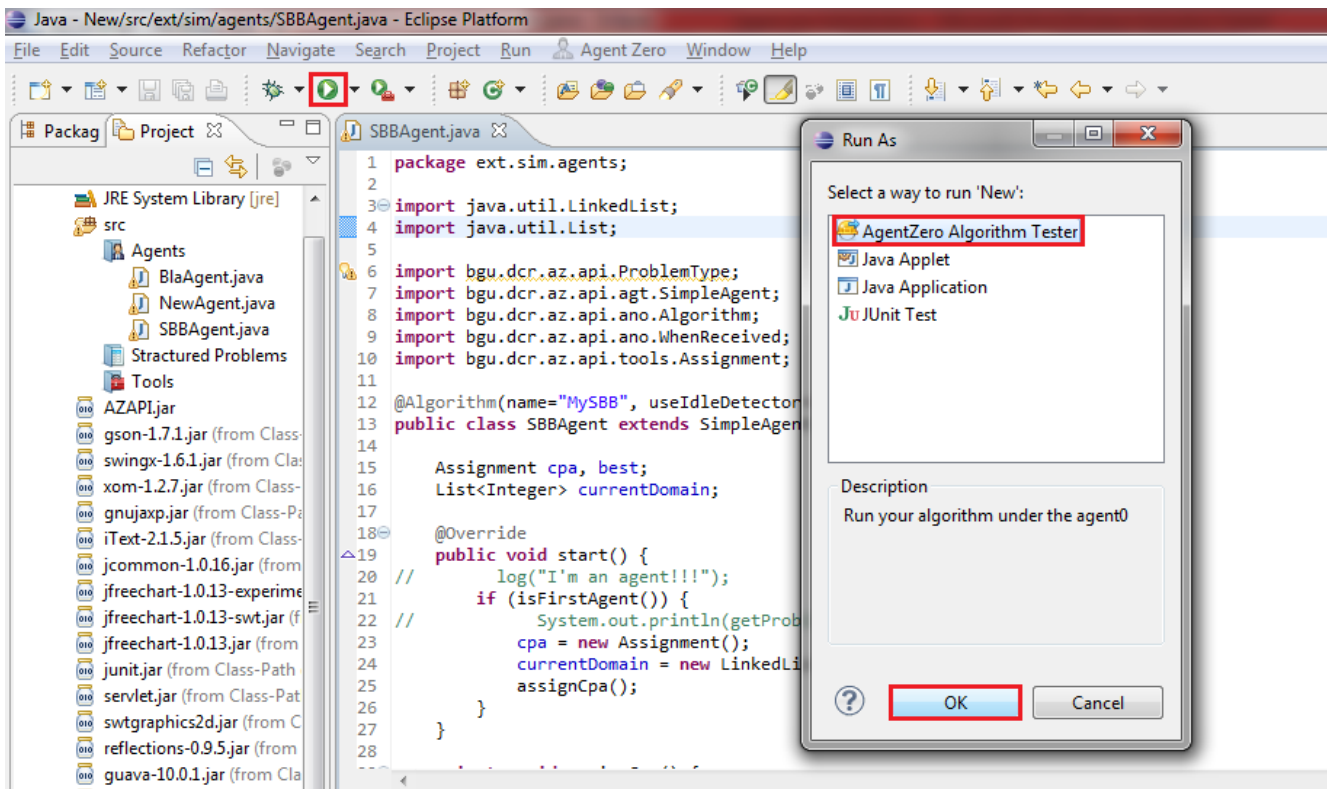 Java - New/src/ext/sim/agents/SBBAgent.java - Eclipse Platform
File Edit Source Refactor Navigate Search Project Run Agent Zero Window Help
Packag Project
JRE System Library [jre]
src
Agents
BlaAgent.java
NewAgent.java
SBBAgent.java
Stractured Problems
Tools
AZAPI.jar
gson-1.7.1.jar (from Class-
swingx-1.6.1.jar (from Clas
xom-1.2.7.jar (from Class-
gnujaxp.jar (from Class-Pa
iText-2.1.5.jar (from Class-
jcommon-1.0.16.jar (from
jfreechart-1.0.13-experime
jfreechart-1.0.13-swt.jar (f
jfreechart-1.0.13.jar (from
junit.jar (from Class-Path
servlet.jar (from Class-Pat
swtgraphics2d.jar (from C
reflections-0.9.5.jar (from
guava-10.0.1.jar (from Cla
SBBAgent.java
1 package ext.sim.agents;
2
3 import java.util.LinkedList;
4 import java.util.List;
5
6 import bgu.dcr.az.api.ProblemType;
7 import bgu.dcr.az.api.agt.SimpleAgent;
8 import bgu.dcr.az.api.ano.Algorithm;
9 import bgu.dcr.az.api.ano.WhenReceived;
10 import bgu.dcr.az.api.tools.Assignment;
11
12 @Algorithm(name="MySBB", useIdleDetector
13 public class SBBAgent extends SimpleAgen
14
15 Assignment cpa, best;
16 List<Integer> currentDomain;
17
18 @Override
19 public void start() {
20 // log("I'm an agent!!!");
21 if (isFirstAgent()) {
22 // System.out.println(getProb
23 cpa = new Assignment();
24 currentDomain = new LinkedLi
25 assignCpa();
26 }
27 }
28
Run As
Select a way to run 'New':
AgentZero Algorithm Tester
Java Applet
Java Application
Ju JUnit Test
Description
Run your algorithm under the agent0
OK Cancel